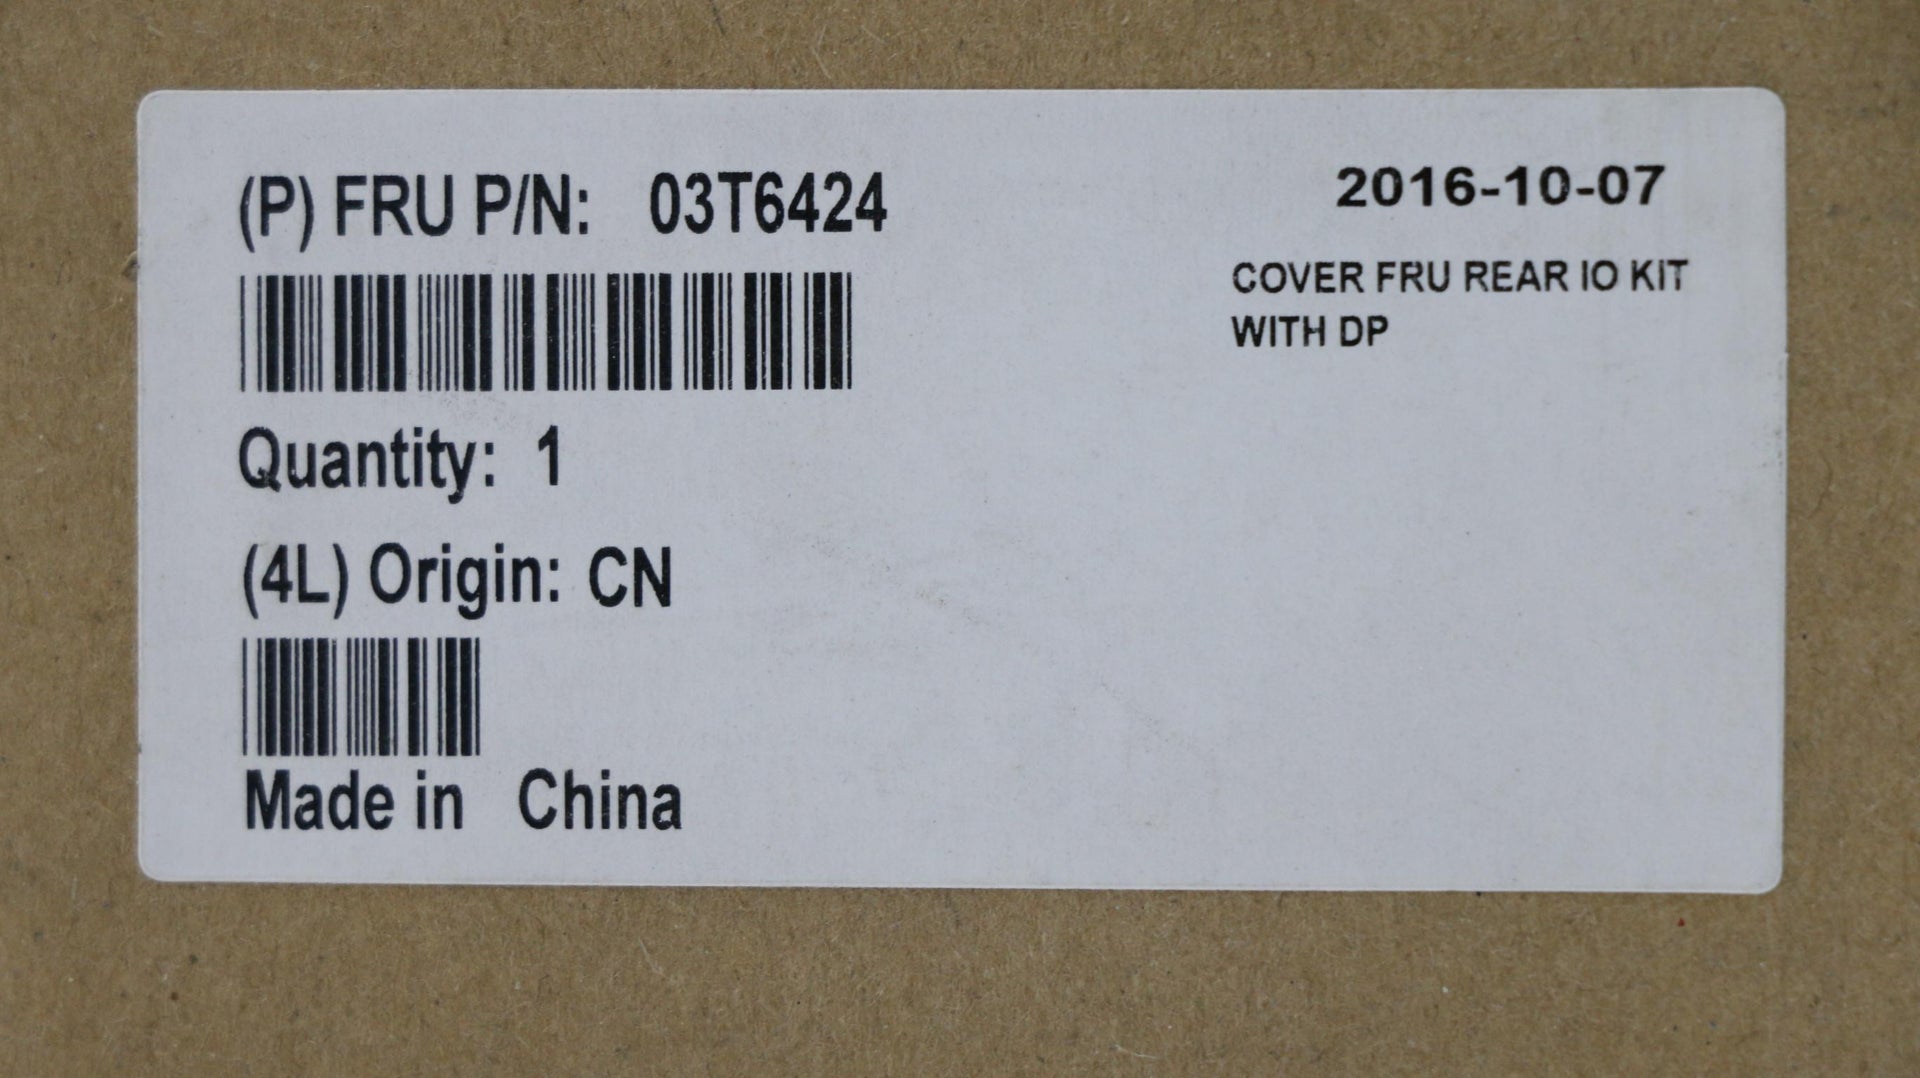 (P) FRU P/N: 03T6424
2016-10-07
COVER FRU REAR IO KIT
WITH DP
Quantity: 1
(4L) Origin: CN
Made in China